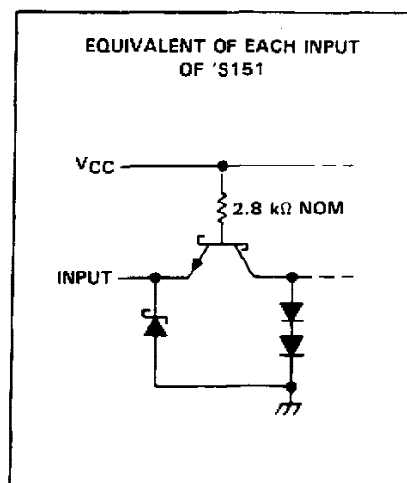 EQUIVALENT OF EACH INPUT
OF 'S151
VCC
2.8 kΩ NOM
INPUT